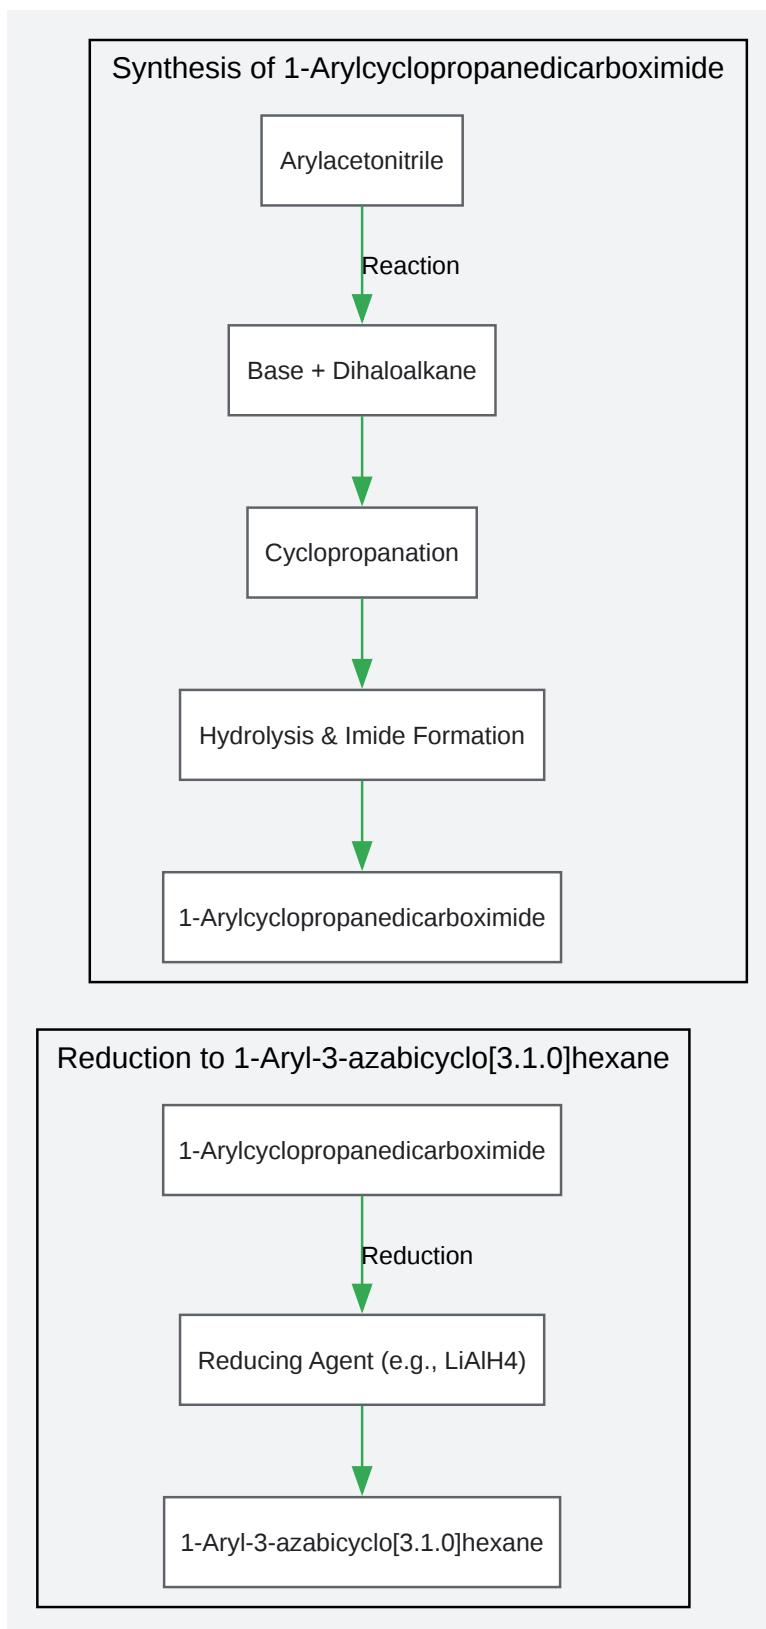 Synthesis of 1-Arylcyclopropanedicarboximide
Arylacetonitrile
Reaction
Base + Dihaloalkane
Cyclopropanation
Hydrolysis & Imide Formation
1-Arylcyclopropanedicarboximide
Reduction to 1-Aryl-3-azabicyclo[3.1.0]hexane
1-Arylcyclopropanedicarboximide
Reduction
Reducing Agent (e.g., LiAlH4)
1-Aryl-3-azabicyclo[3.1.0]hexane